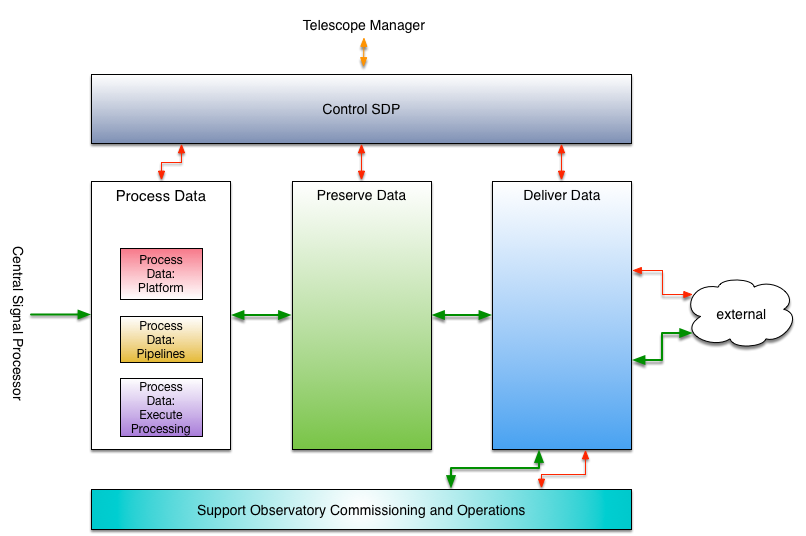 Telescope Manager
Control SDP
Process Data
Preserve Data
Deliver Data
Central Signal Processor
Process
Data:
Platform
Process
Data:
Pipelines
Process
Data:
Execute
Processing
external
Support Observatory Commissioning and Operations